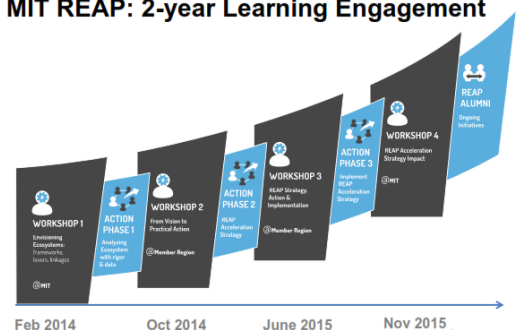 MIT REAP: 2-year Learning Engagement
WORKSHOP 1
Envisioning
Ecosystems:
frameworks,
levers, linkages
@MIT
ACTION
PHASE 1
Analysing
Ecosystem
with rigor
& data
WORKSHOP 2
From Vision to
Practical Action
@Member Region
ACTION
PHASE 2
REAP
Acceleration
Strategy
WORKSHOP 3
REAP Strategy,
Action &
Implementation
@Member Region
ACTION
PHASE 3
Implement
REAP
Acceleration
Strategy
WORKSHOP 4
REAP Acceleration
Strategy Impact
@MIT
REAP
ALUMNI
Ongoing
Initiatives
Feb 2014
Oct 2014
June 2015
Nov 2015